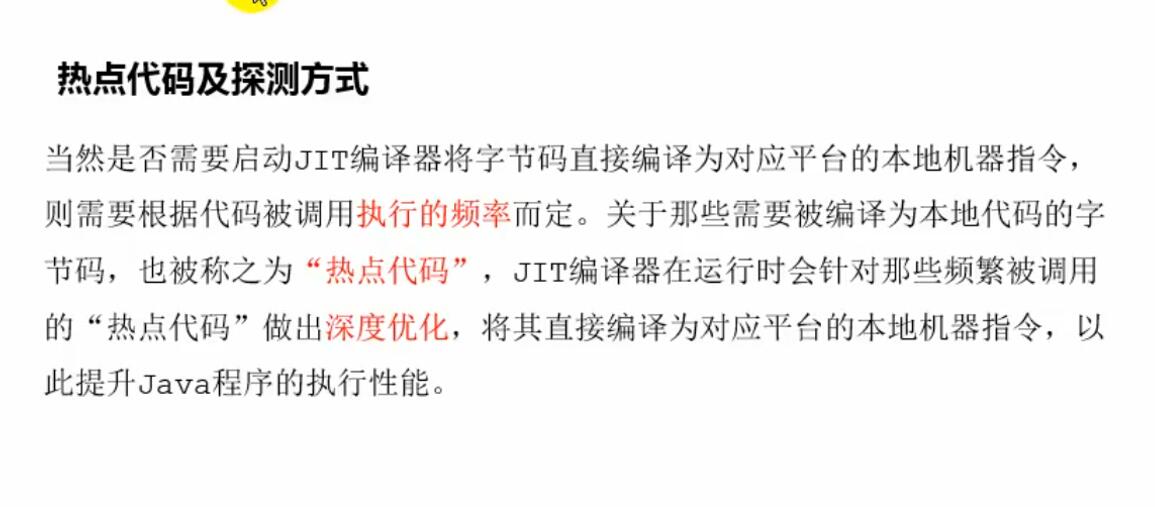 热点代码及探测方式
当然是否需要启动JIT编译器将字节码直接编译为对应平台的本地机器指令，
则需要根据代码被调用执行的频率而定。关于那些需要被编译为本地代码的字
节码，也被称之为“热点代码”，JIT编译器在运行时会针对那些频繁被调用
的“热点代码”做出深度优化，将其直接编译为对应平台的本地机器指令，以
此提升Java程序的执行性能。